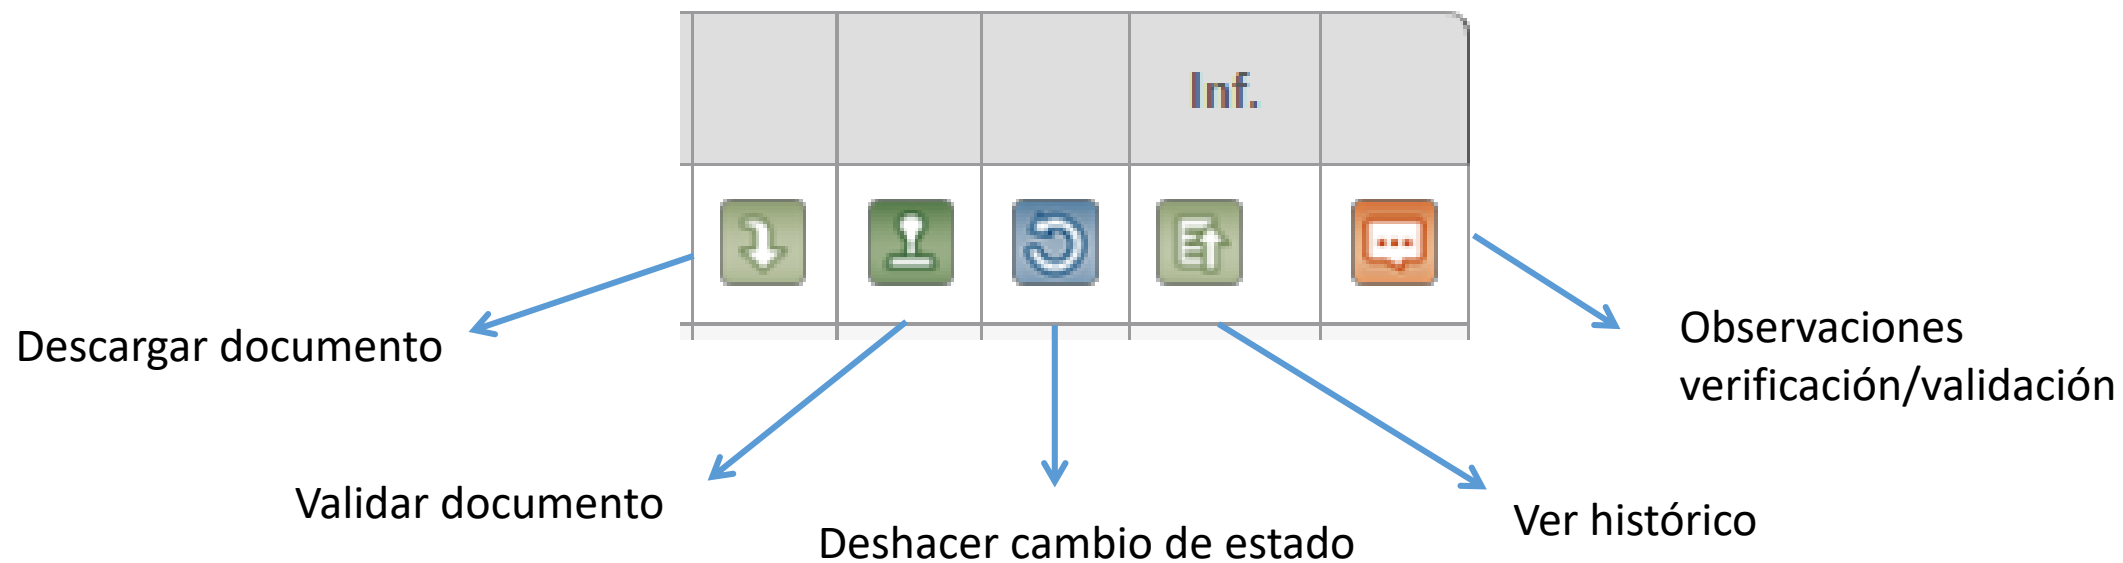 Inf.
Descargar documento
Observaciones
verificación/validación
Validar documento
Deshacer cambio de estado
Ver histórico